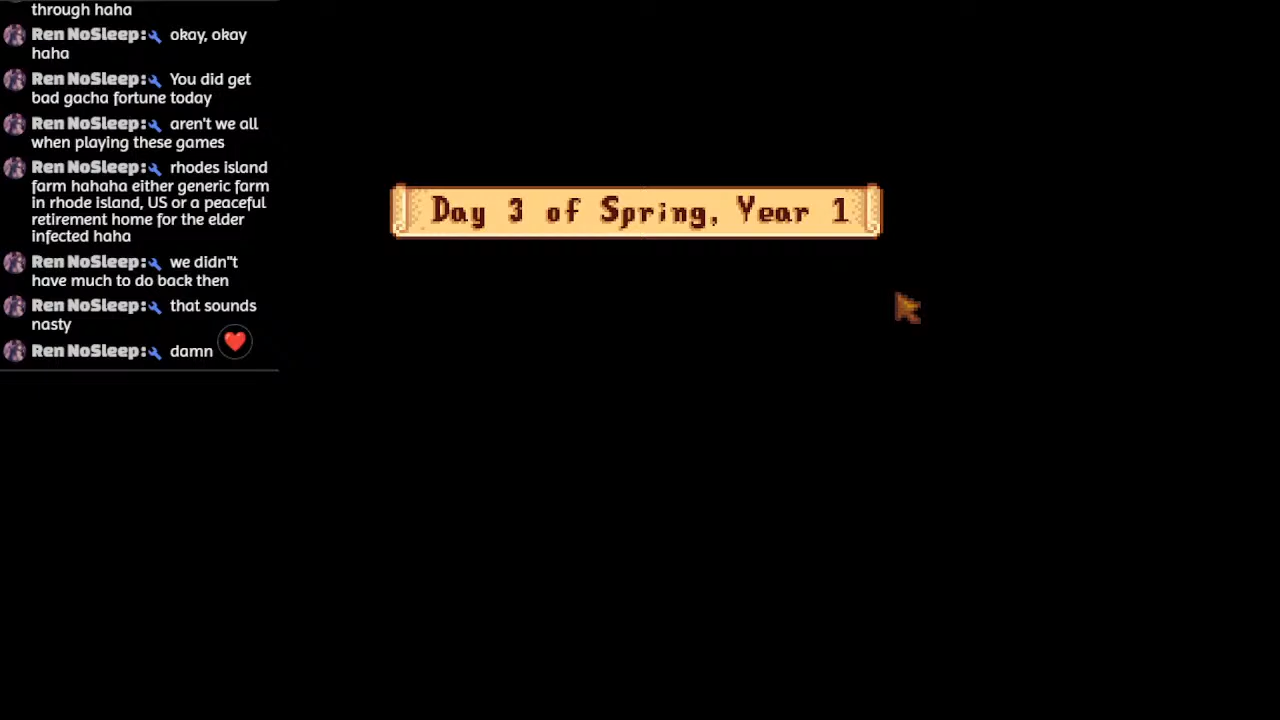 through haha
Ren NoSleep: okay, okay
haha
Ren NoSleep: You did get
bad gacha fortune today
Ren NoSleep: aren't we all
when playing these games
Ren NoSleep: rhodes island
farm hahaha either generic farm
in rhode island, US or a peaceful
retirement home for the elder
infected haha
Ren NoSleep: we didn"t
have much to do back then
Ren NoSleep: that sounds
nasty
Ren NoSleep: damn
Day 3 of Spring, Year 1